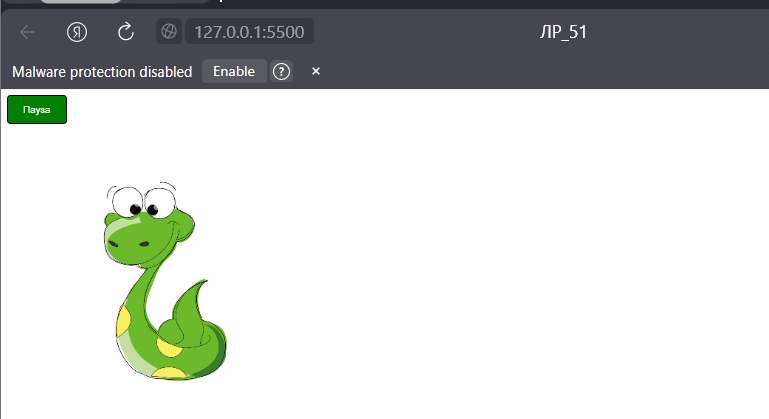 Я 127.0.0.1:5500 ЛР_51
Malware protection disabled Enable ? ×
Пауза